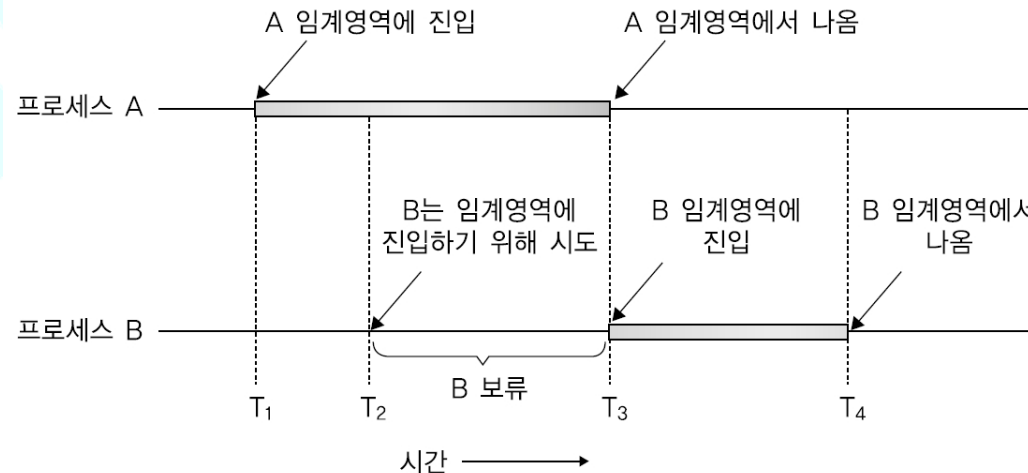 A 임계영역에 진입
A 임계영역에서 나옴
프로세스 A
B는 임계영역에
진입하기 위해 시도
B 임계영역에
진입
B 임계영역에서
나옴
프로세스 B
B 보류
T₁
T₂
T₃
T₄
시간